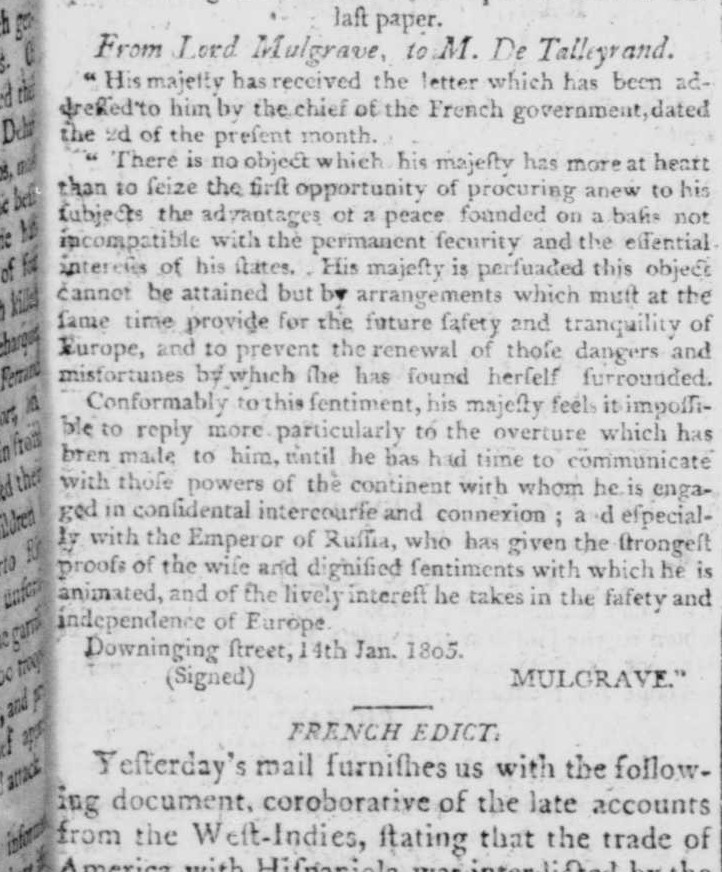 last paper.
From Lord Mulgrave, to M. De Talleyrand.
" His majesty has received the letter which has been ad-
dressed to him by the chief of the French government, dated
the 2d of the present month.
" There is no object which his majesty has more at heart
than to seize the first opportunity of procuring anew to his
subjects the advantages of a peace founded on a basis not
incompatible with the permanent security and the essential
interests of his states. His majesty is persuaded this object
cannot be attained but by arrangements which must at the
same time provide for the future safety and tranquility of
Europe, and to prevent the renewal of those dangers and
misfortunes by which she has found herself surrounded.
Conformably to this sentiment, his majesty feels it impossi-
ble to reply more particularly to the overture which has
bren made to him, until he has had time to communicate
with those powers of the continent with whom he is enga-
ged in considental intercourse and connexion ; a d especial-
ly with the Emperor of Russia, who has given the strongest
proofs of the wise and dignified sentiments with which he is
animated, and of the lively interest he takes in the safety and
independence of Europe.
Downinging street, 14th Jan. 1805.
(Signed) MULGRAVE."
FRENCH EDICT.
Yesterday's mail furnishes us with the follow-
ing document, coroborative of the late accounts
from the West-Indies, stating that the trade of
America with Hispaniola was interdicted by the